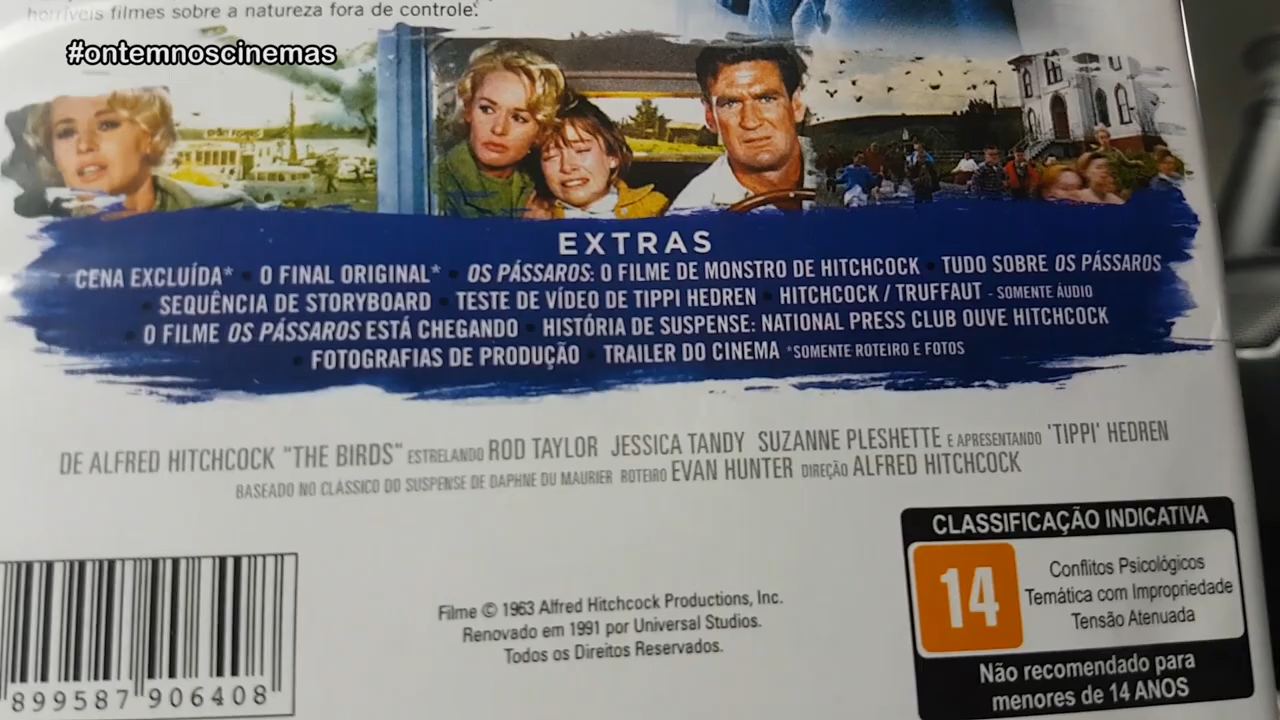 horríveis filmes sobre a natureza fora de controle.
#ontemnoscinemas
EXTRAS
CENA EXCLUÍDA* • O FINAL ORIGINAL* • OS PÁSSAROS: O FILME DE MONSTRO DE HITCHCOCK • TUDO SOBRE OS PÁSSAROS
• SEQUÊNCIA DE STORYBOARD • TESTE DE VÍDEO DE TIPPI HEDREN • HITCHCOCK / TRUFFAUT - SOMENTE ÁUDIO
• O FILME OS PÁSSAROS ESTÁ CHEGANDO • HISTÓRIA DE SUSPENSE: NATIONAL PRESS CLUB OUVE HITCHCOCK
• FOTOGRAFIAS DE PRODUÇÃO • TRAILER DO CINEMA *SOMENTE ROTEIRO E FOTOS
DE ALFRED HITCHCOCK "THE BIRDS" ESTRELANDO ROD TAYLOR JESSICA TANDY SUZANNE PLESHETTE E APRESENTANDO 'TIPPI' HEDREN
BASEADO NO CLÁSSICO DO SUSPENSE DE DAPHNE DU MAURIER ROTEIRO EVAN HUNTER DIREÇÃO ALFRED HITCHCOCK
CLASSIFICAÇÃO INDICATIVA
14
Conflitos Psicológicos
Temática com Impropriedade
Tensão Atenuada
Não recomendado para
menores de 14 ANOS
Filme © 1963 Alfred Hitchcock Productions, Inc.
Renovado em 1991 por Universal Studios.
Todos os Direitos Reservados.
899587 906408